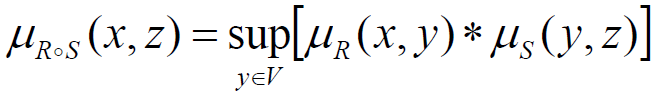 μ_{R∘S}(x, z) = sup_{y∈V}[μ_R(x, y) * μ_S(y, z)]